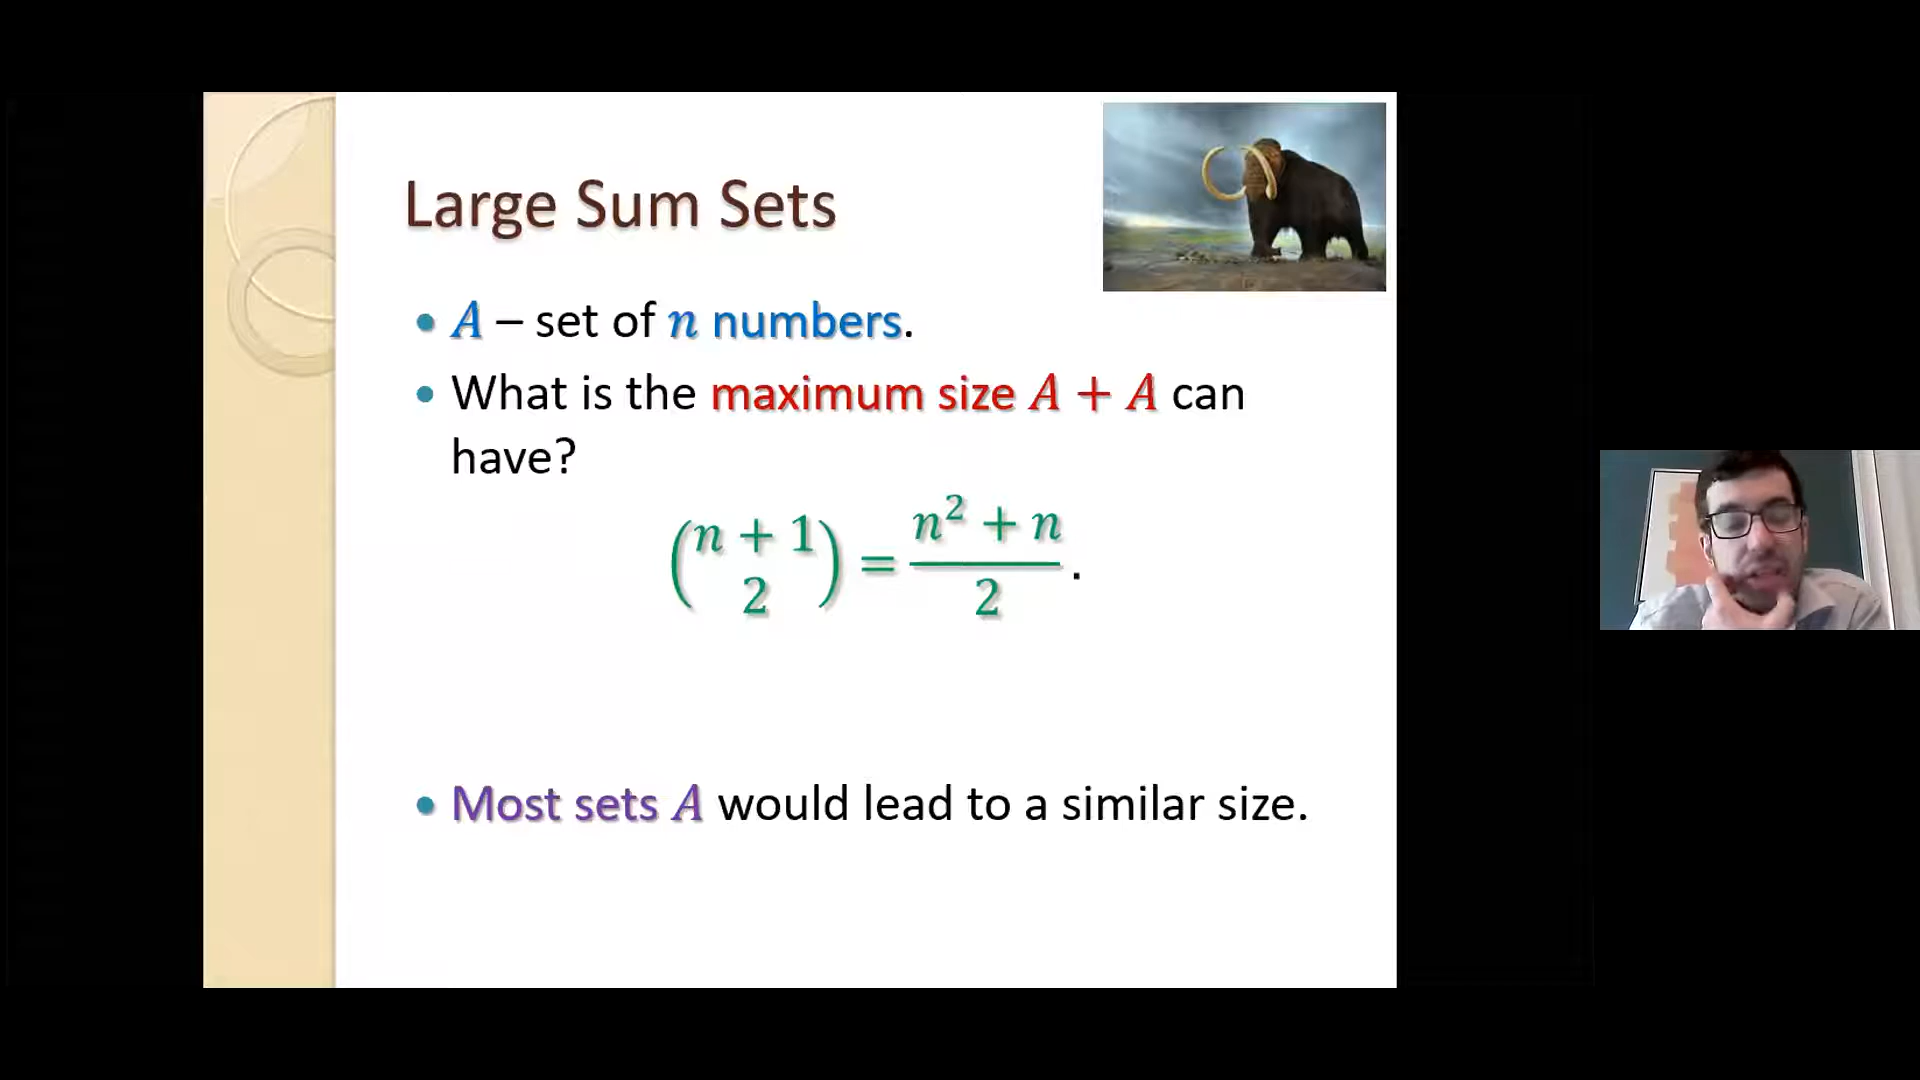 Large Sum Sets
• A – set of n numbers.
• What is the maximum size A + A can
have?
(n + 1
2) = n² + n
2 .
• Most sets A would lead to a similar size.